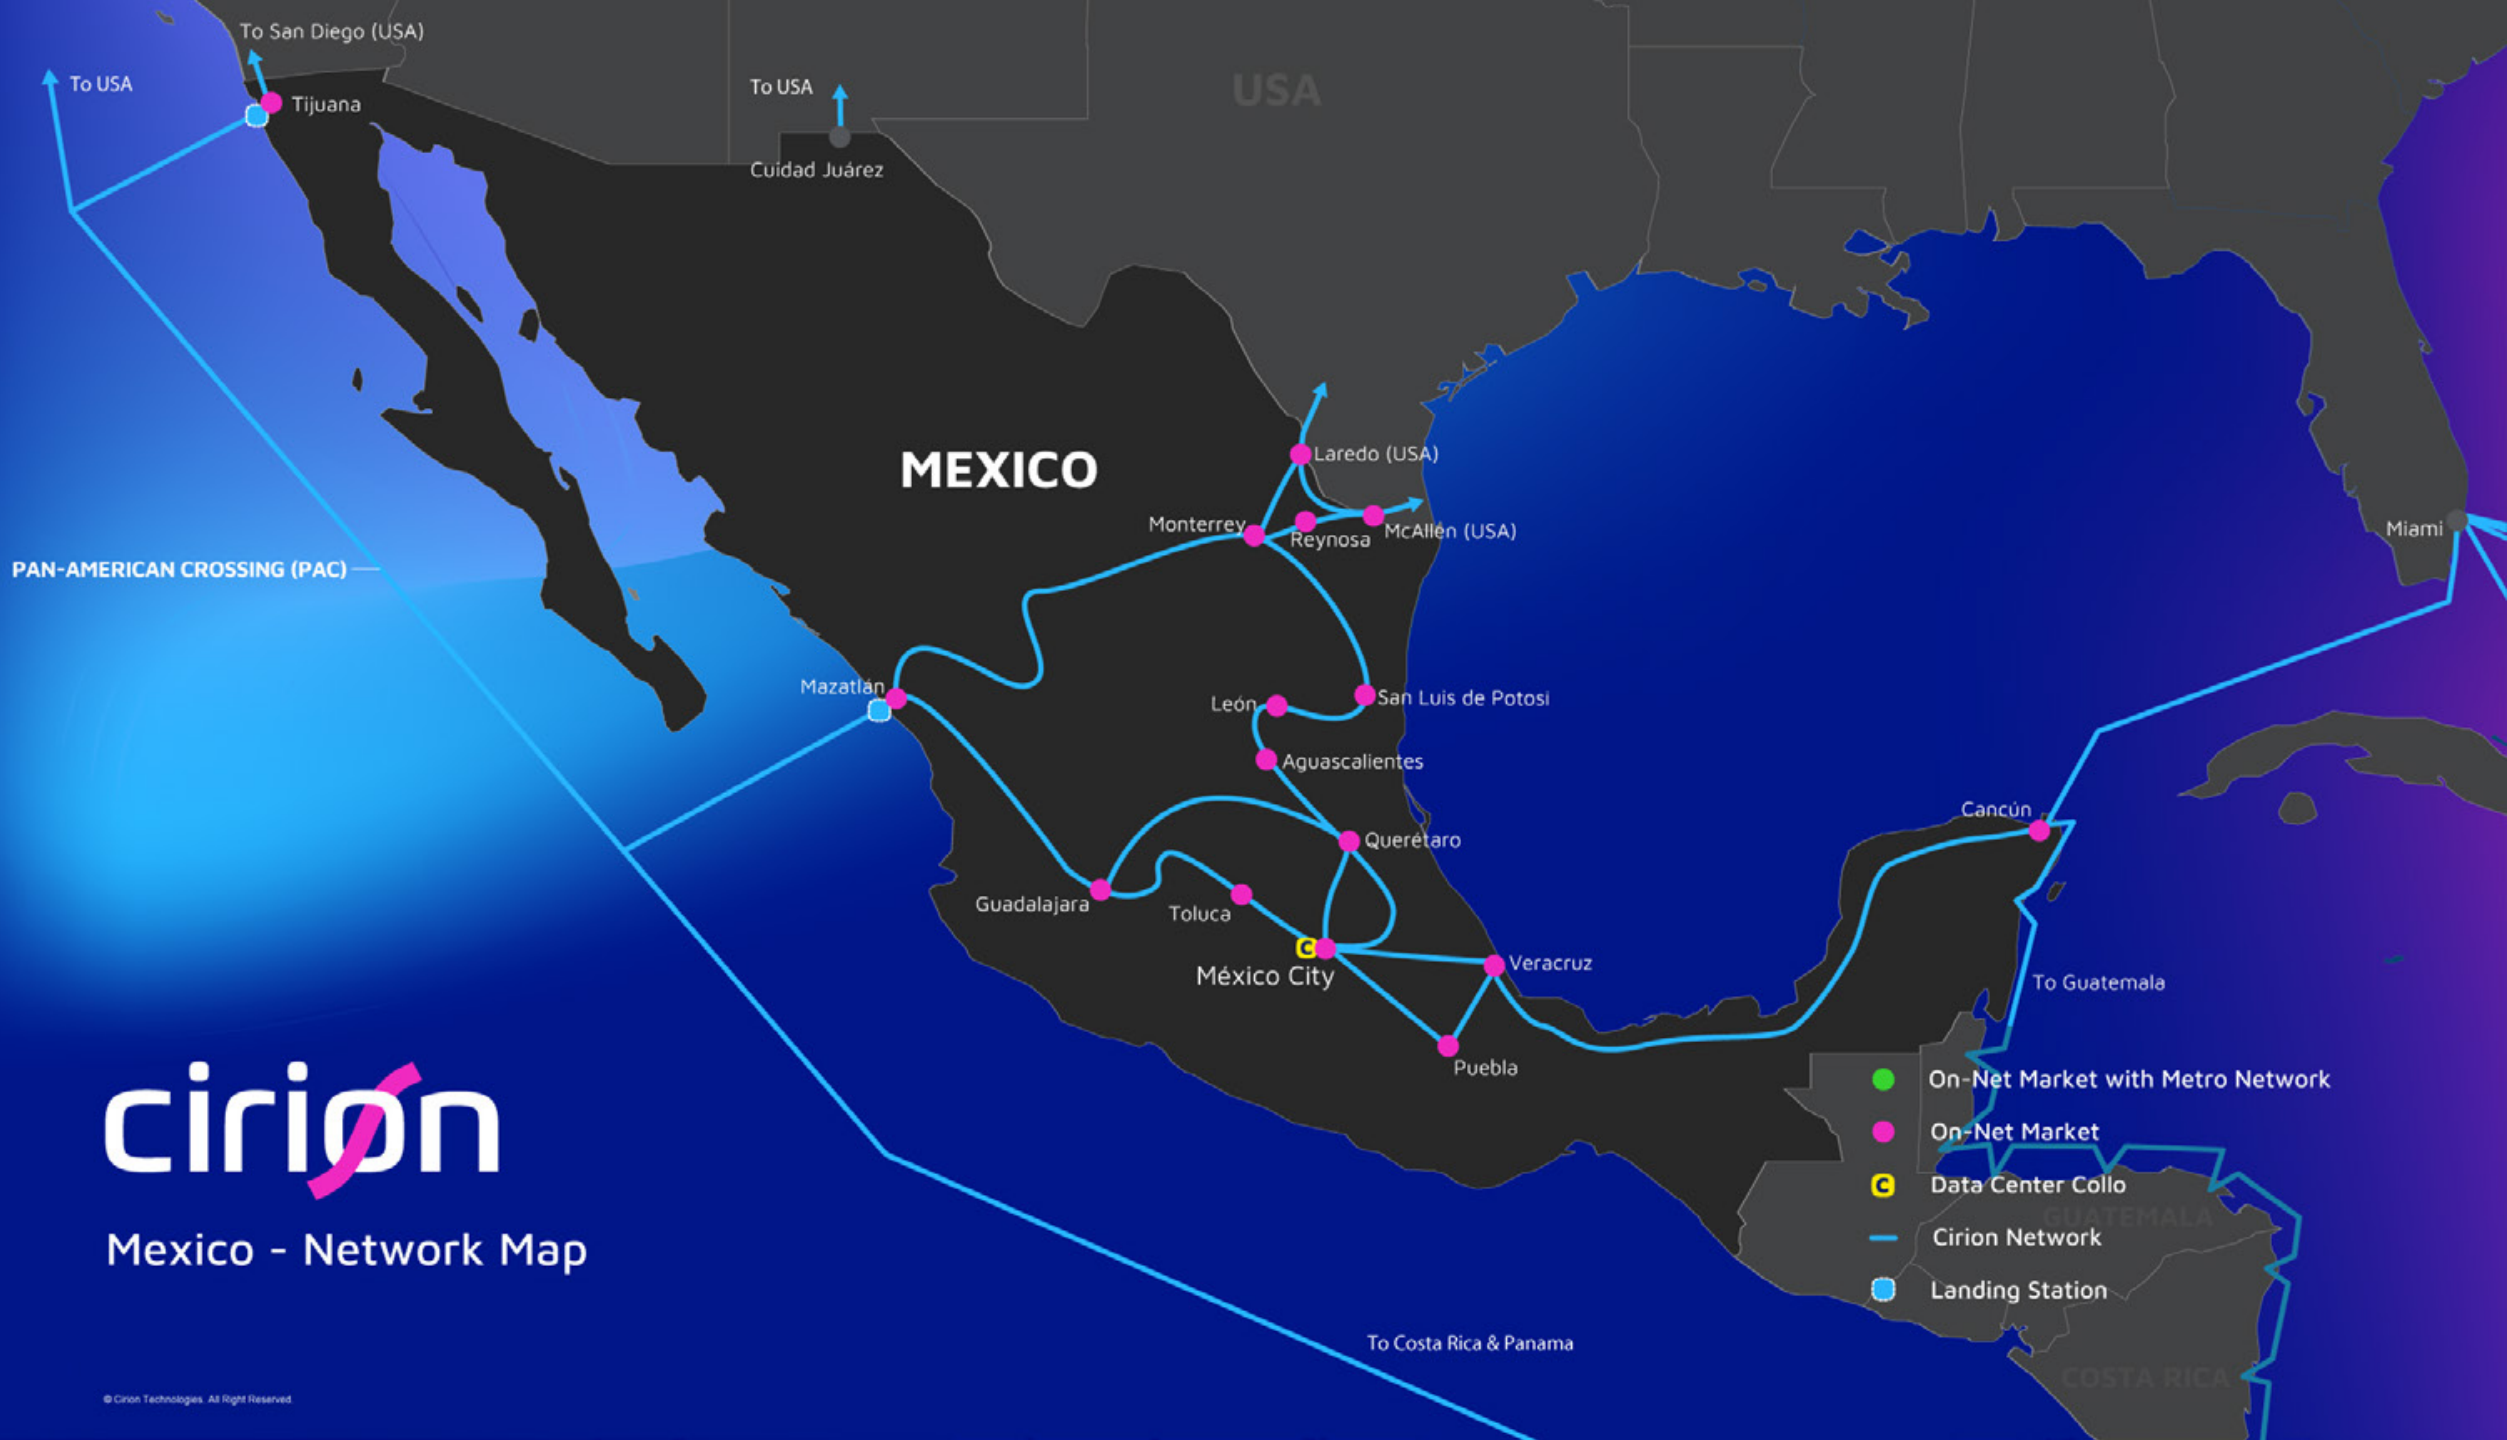 To San Diego (USA)
To USA
Tijuana
To USA
Cuidad Juárez
USA
MEXICO
Laredo (USA)
Monterrey
Reynosa
McAllen (USA)
Miami
PAN-AMERICAN CROSSING (PAC)
Mazatlán
León
San Luis de Potosi
Aguascalientes
Cancún
Querétaro
Guadalajara
Toluca
C
México City
Veracruz
To Guatemala
Puebla
On-Net Market with Metro Network
On-Net Market
C Data Center Collo
GUATEMALA
Cirion Network
Landing Station
cirion
Mexico - Network Map
To Costa Rica & Panama
COSTA RICA
© Cirion Technologies. All Right Reserved.